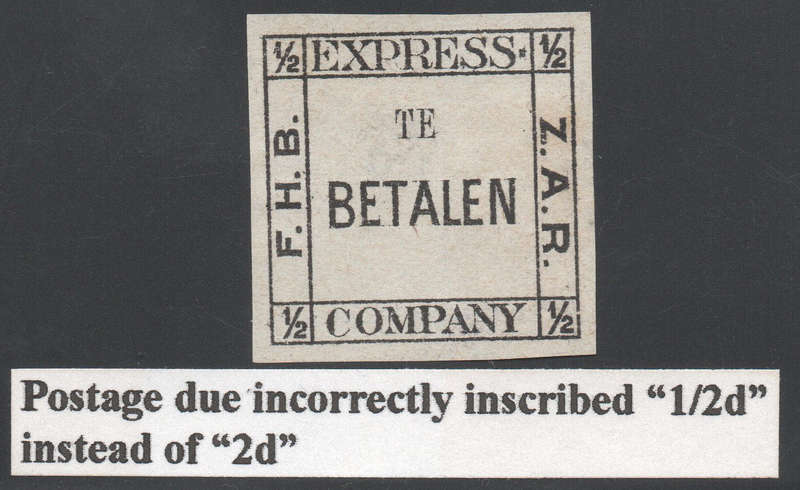 ½ EXPRESS· ½
F. H. B.
TE
BETALEN
Z. A. R.
½ COMPANY ½
Postage due incorrectly inscribed “1/2d”
instead of “2d”